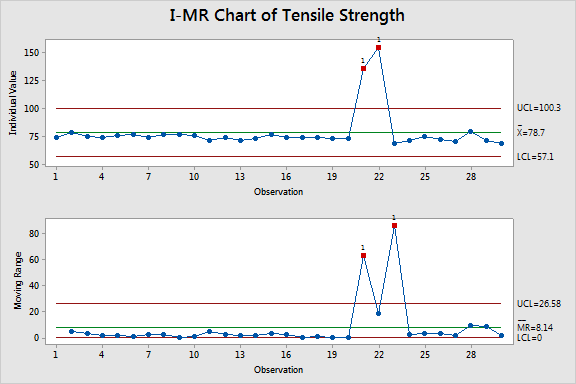 I-MR Chart of Tensile Strength
Individual Value
150
125
100
75
50
1
1
UCL=100.3
X=78.7
LCL=57.1
1 4 7 10 13 16 19 22 25 28
Observation
Moving Range
80
60
40
20
0
1
1
UCL=26.58
MR=8.14
LCL=0
1 4 7 10 13 16 19 22 25 28
Observation